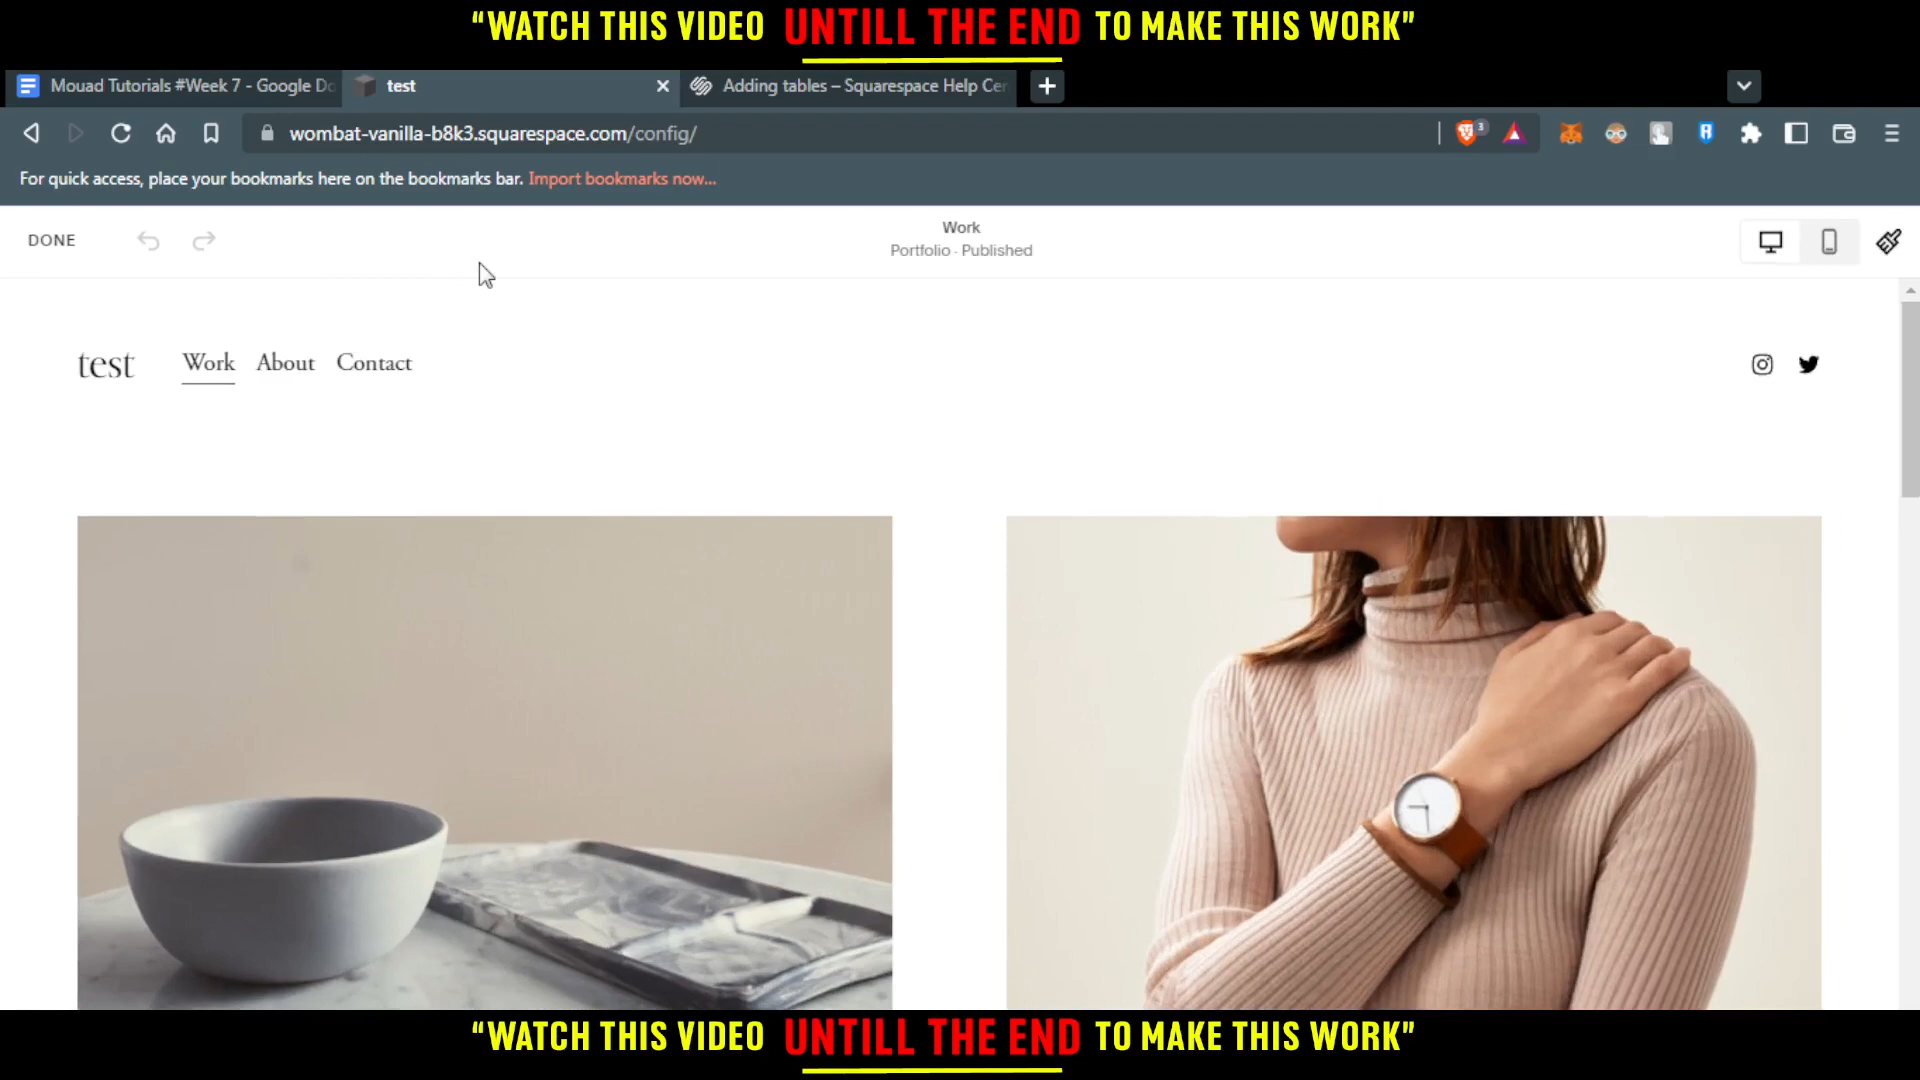 “WATCH THIS VIDEO UNTILL THE END TO MAKE THIS WORK”
Mouad Tutorials #Week 7 - Google Do
test
Adding tables – Squarespace Help Cen
wombat-vanilla-b8k3.squarespace.com/config/
3
For quick access, place your bookmarks here on the bookmarks bar. Import bookmarks now...
DONE
Work
Portfolio · Published
test Work About Contact
“WATCH THIS VIDEO UNTILL THE END TO MAKE THIS WORK”